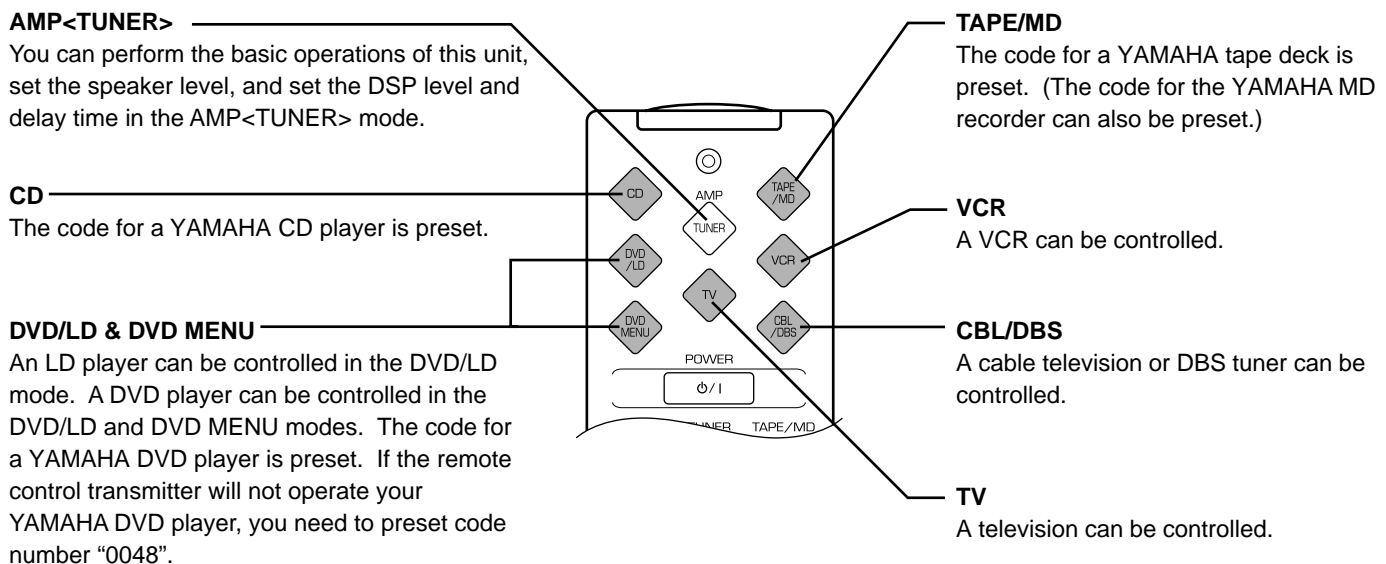 AMP<TUNER>
You can perform the basic operations of this unit,
set the speaker level, and set the DSP level and
delay time in the AMP<TUNER> mode.
CD
The code for a YAMAHA CD player is preset.
DVD/LD & DVD MENU
An LD player can be controlled in the DVD/LD
mode. A DVD player can be controlled in the
DVD/LD and DVD MENU modes. The code for
a YAMAHA DVD player is preset. If the remote
control transmitter will not operate your
YAMAHA DVD player, you need to preset code
number “0048”.
CD
AMP
TUNER
TAPE
/MD
DVD
/LD
VCR
TV
DVD
MENU
CBL
/DBS
POWER
⏻/I
TUNER TAPE/MD
TAPE/MD
The code for a YAMAHA tape deck is
preset. (The code for the YAMAHA MD
recorder can also be preset.)
VCR
A VCR can be controlled.
CBL/DBS
A cable television or DBS tuner can be
controlled.
TV
A television can be controlled.